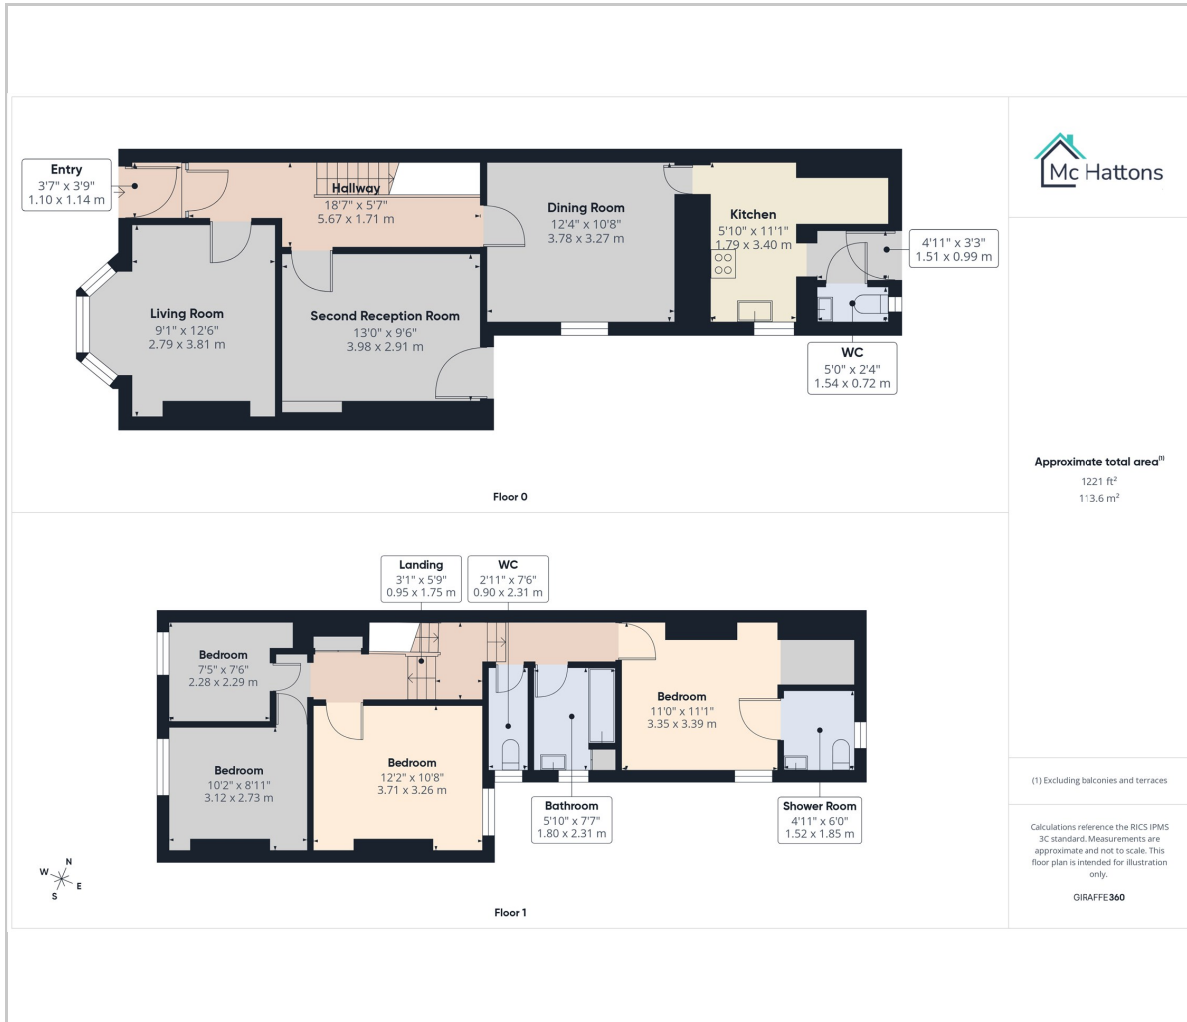 Entry
3'7" x 3'9"
1.10 x 1.14 m
Hallway
18'7" x 5'7"
5.67 x 1.71 m
Dining Room
12'4" x 10'8"
3.78 x 3.27 m
Kitchen
5'10" x 11'1"
1.79 x 3.40 m
4'11" x 3'3"
1.51 x 0.99 m
Living Room
9'1" x 12'6"
2.79 x 3.81 m
Second Reception Room
13'0" x 9'6"
3.98 x 2.91 m
WC
5'0" x 2'4"
1.54 x 0.72 m
Floor 0
Landing
3'1" x 5'9"
0.95 x 1.75 m
WC
2'11" x 7'6"
0.90 x 2.31 m
Bedroom
7'5" x 7'6"
2.28 x 2.29 m
Bedroom
11'0" x 11'1"
3.35 x 3.39 m
Bedroom
10'2" x 8'11"
3.12 x 2.73 m
Bedroom
12'2" x 10'8"
3.71 x 3.26 m
Bathroom
5'10" x 7'7"
1.80 x 2.31 m
Shower Room
4'11" x 6'0"
1.52 x 1.85 m
N
W
E
S
Floor 1
Mc Hattons
Approximate total area(1)
1221 ft²
113.6 m²
(1) Excluding balconies and terraces
Calculations reference the RICS IPMS
3C standard. Measurements are
approximate and not to scale. This
floor plan is intended for illustration
only.
GIRAFFE360